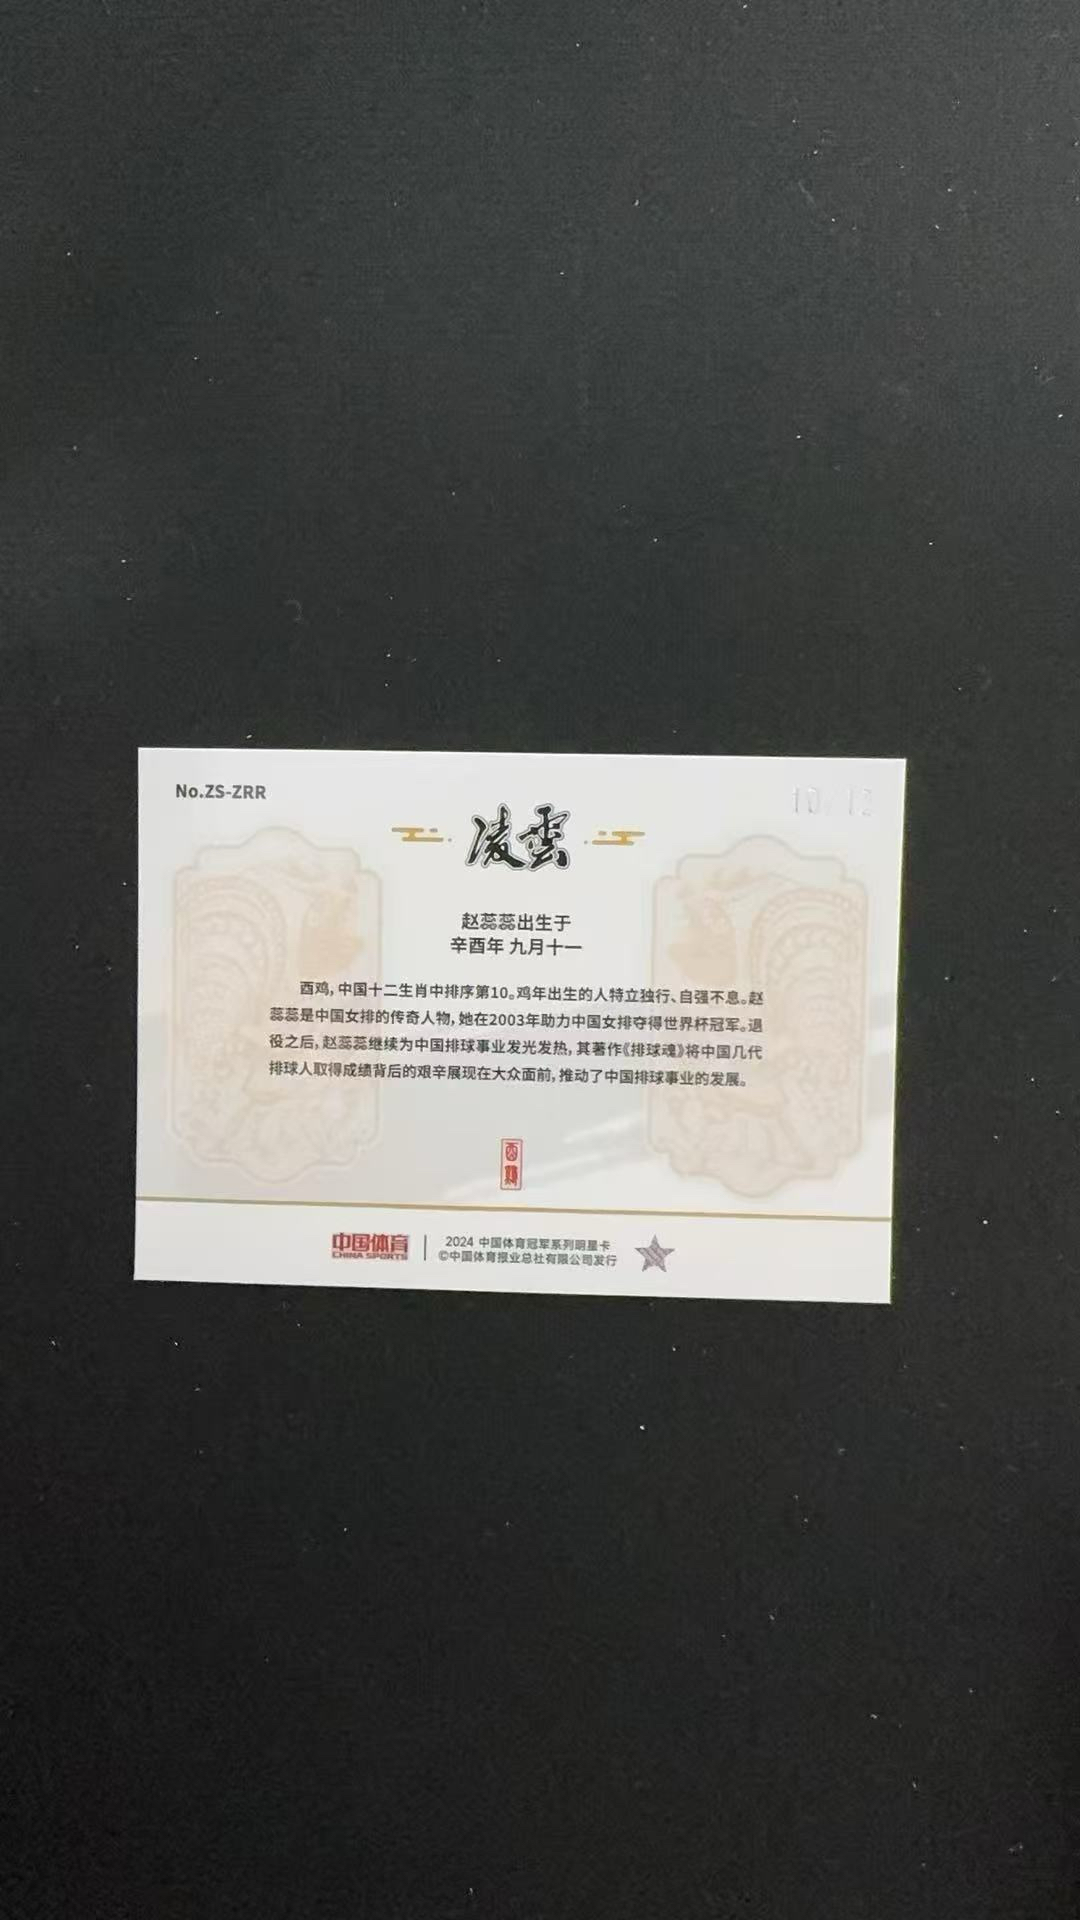 No.ZS-ZRR
10/12
凌雲
赵蕊蕊出生于
辛酉年 九月十一
酉鸡，中国十二生肖中排序第10。鸡年出生的人特立独行、自强不息。赵
蕊蕊是中国女排的传奇人物，她在2003年助力中国女排夺得世界杯冠军。退
役之后，赵蕊蕊继续为中国排球事业发光发热，其著作《排球魂》将中国几代
排球人取得成绩背后的艰辛展现在大众面前，推动了中国排球事业的发展。
酉鷄
中国体育
CHINA SPORTS
2024 中国体育冠军系列明星卡
©中国体育报业总社有限公司发行